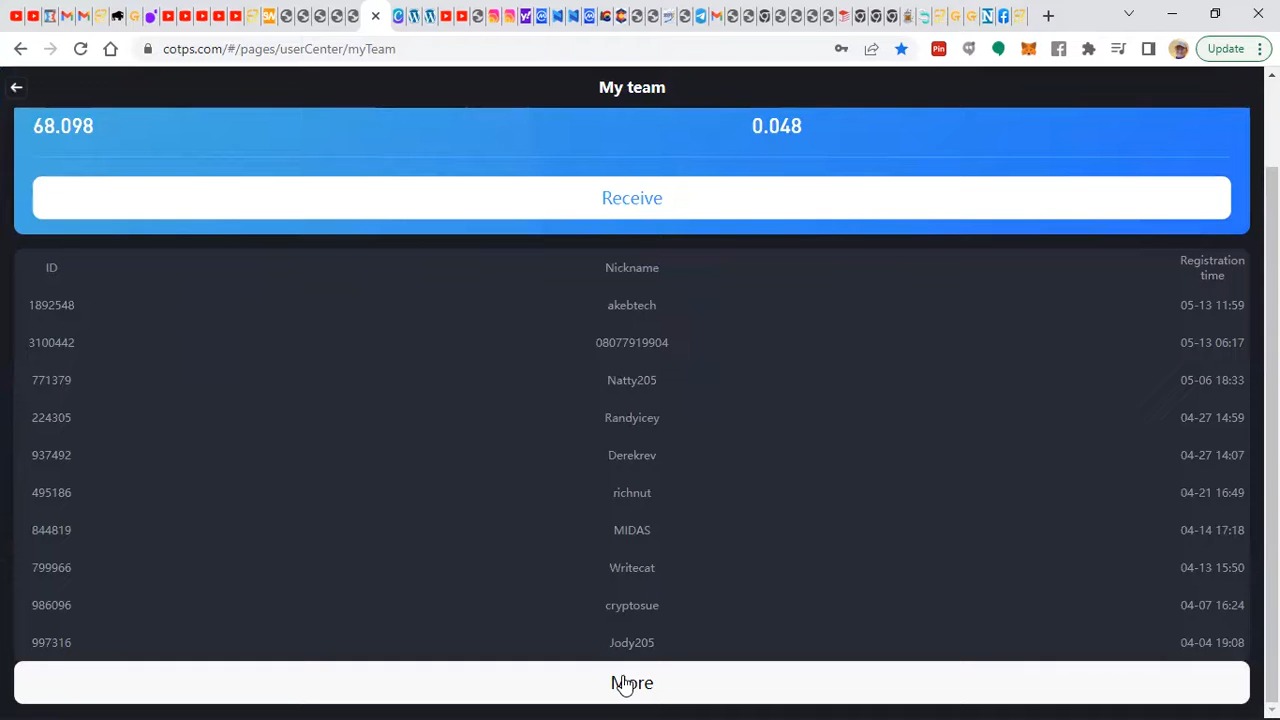 cotps.com/#/pages/userCenter/myTeam
Update
My team
68.098 0.048
Receive
ID Nickname Registration time
1892548 akebtech 05-13 11:59
3100442 08077919904 05-13 06:17
771379 Natty205 05-06 18:33
224305 Randyicey 04-27 14:59
937492 Derekrev 04-27 14:07
495186 richnut 04-21 16:49
844819 MIDAS 04-14 17:18
799966 Writecat 04-13 15:50
986096 cryptosue 04-07 16:24
997316 Jody205 04-04 19:08
More